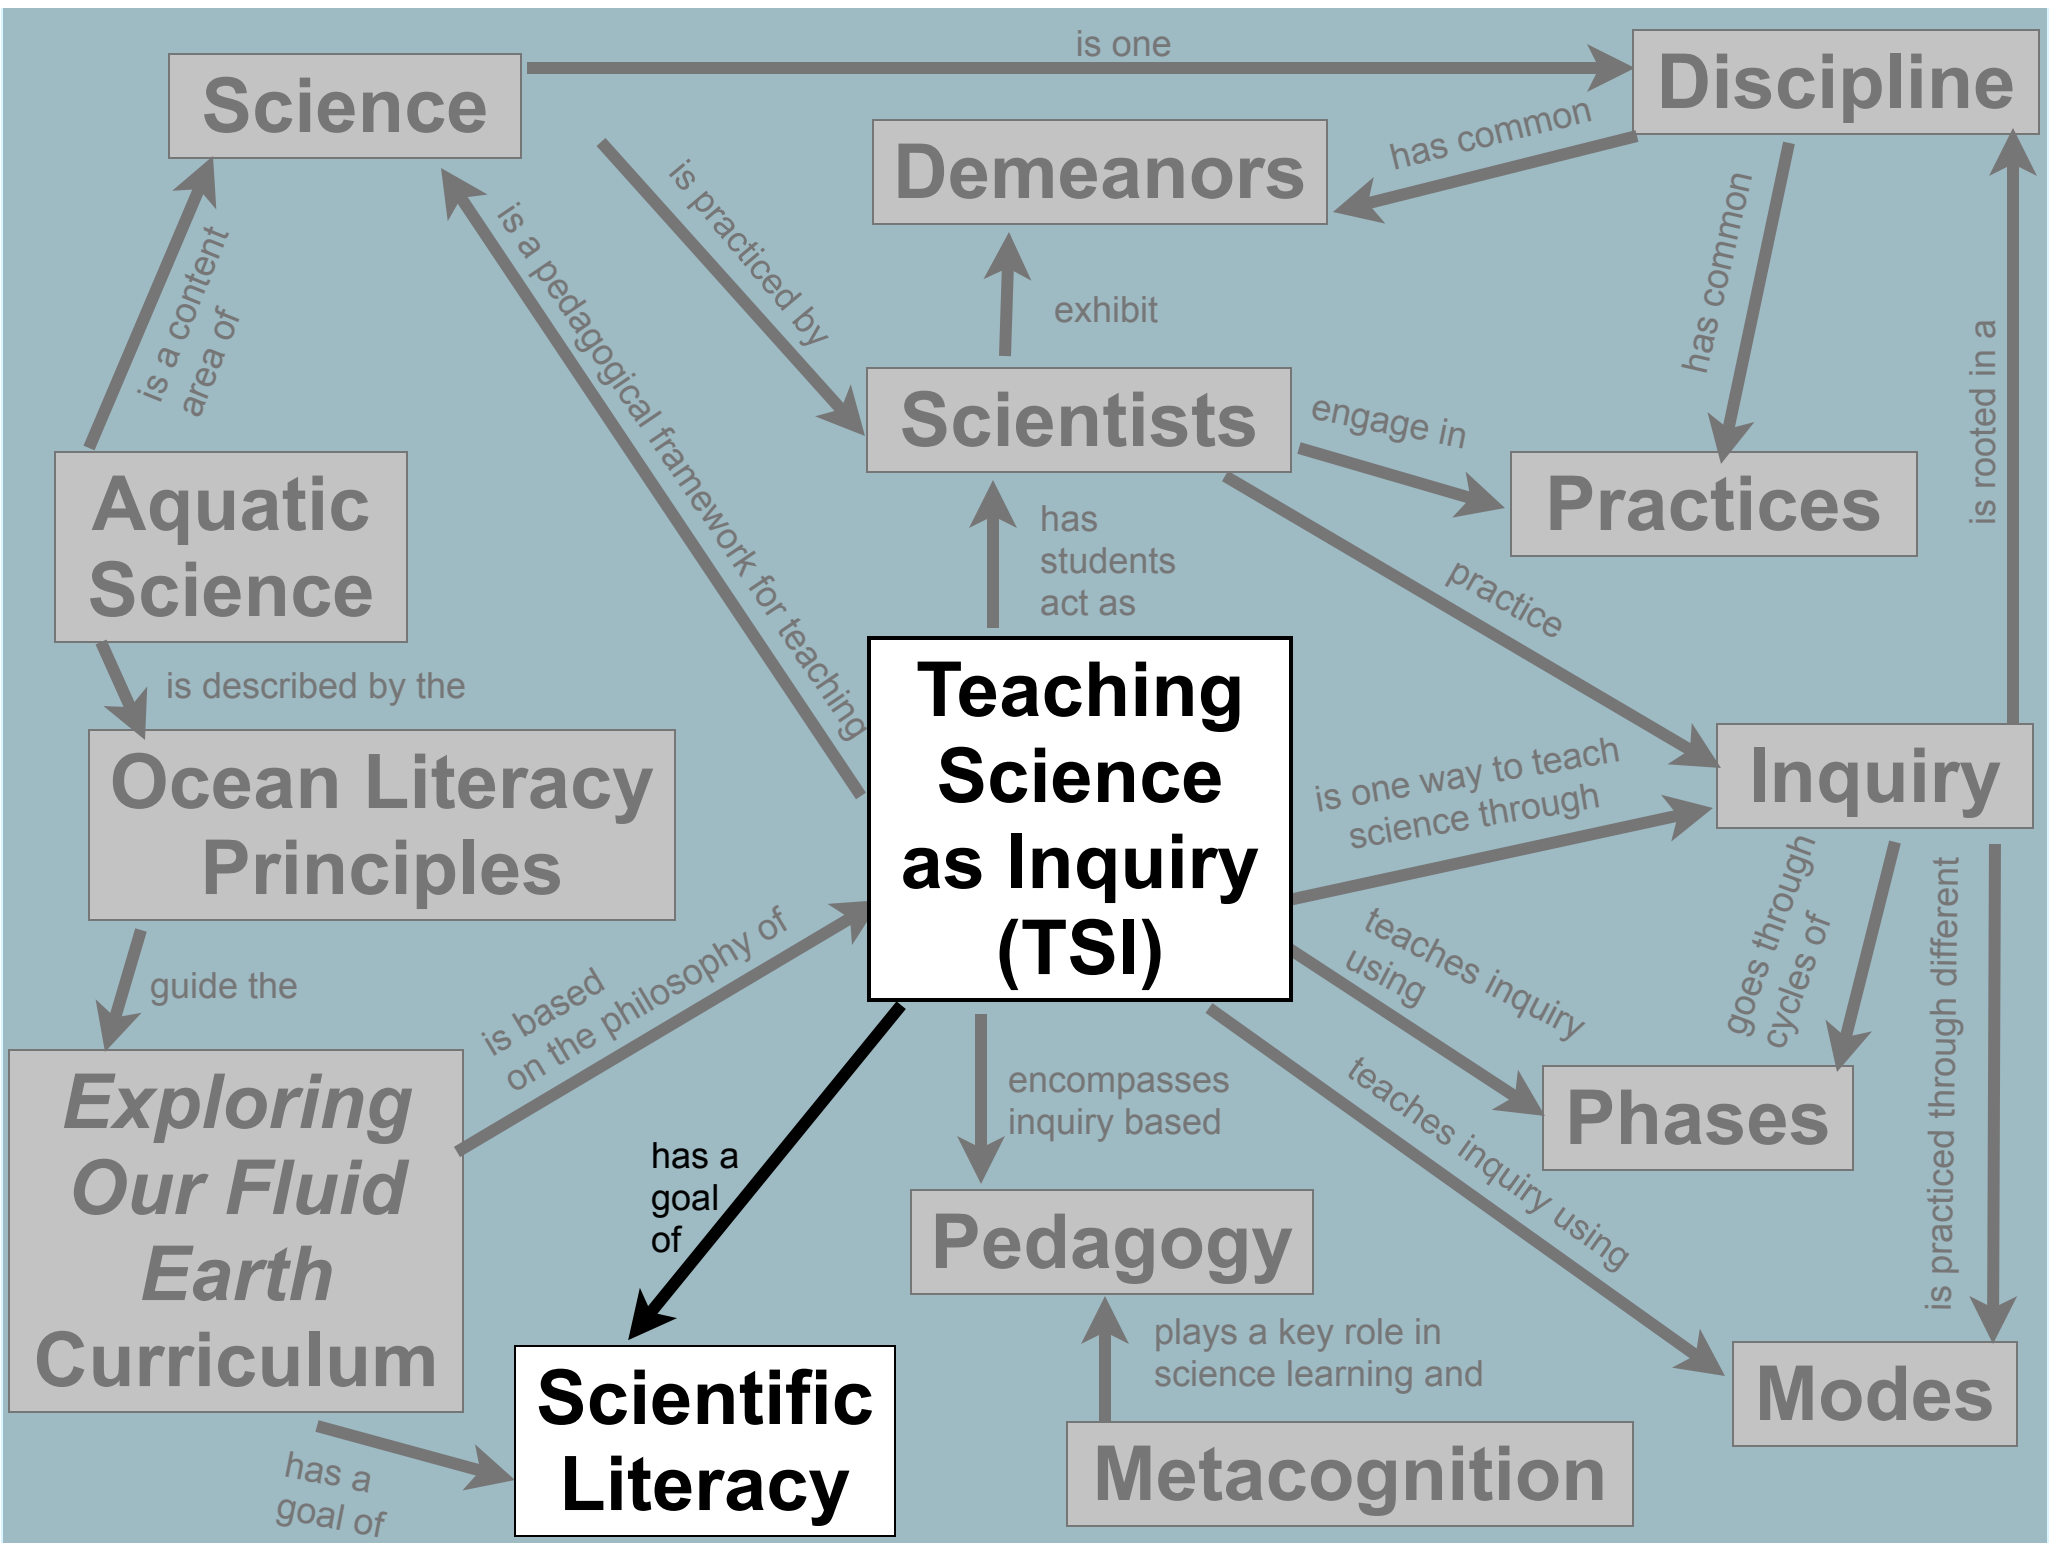 is one
Science
Discipline
has common
Demeanors
is practiced by
has common
is a pedagogical framework for teaching
is a content
area of
exhibit
is rooted in a
Scientists
engage in
Aquatic
Science
Practices
has
students
act as
practice
is described by the
Teaching
Science
as Inquiry
(TSI)
Ocean Literacy
Principles
is one way to teach
science through
Inquiry
goes through
cycles of
is practiced through different
teaches inquiry
using
is based
on the philosophy of
guide the
Exploring
Our Fluid
Earth
Curriculum
encompasses
inquiry based
teaches inquiry using
Phases
has a
goal
of
Pedagogy
plays a key role in
science learning and
Modes
Scientific
Literacy
Metacognition
has a
goal of